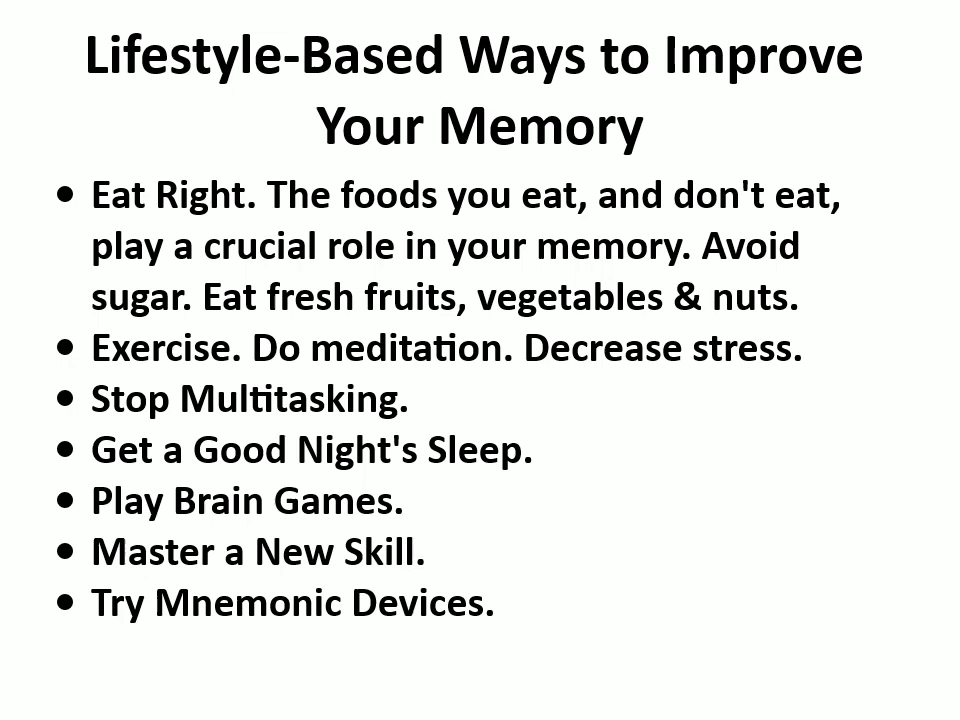 Lifestyle-Based Ways to Improve
Your Memory
• Eat Right. The foods you eat, and don't eat,
play a crucial role in your memory. Avoid
sugar. Eat fresh fruits, vegetables & nuts.
• Exercise. Do meditation. Decrease stress.
• Stop Multitasking.
• Get a Good Night's Sleep.
• Play Brain Games.
• Master a New Skill.
• Try Mnemonic Devices.